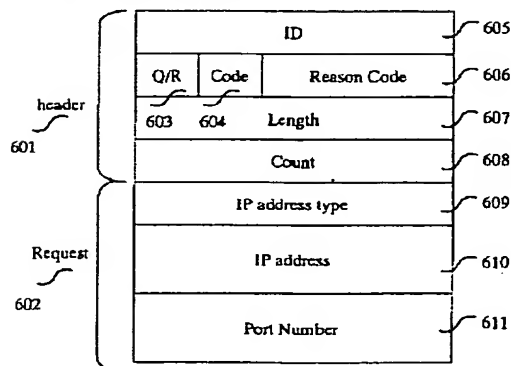 ID 605
Q/R Code Reason Code 606
header 603 604 Length 607
601
Count 608
IP address type 609
Request
IP address 610
602
Port Number 611